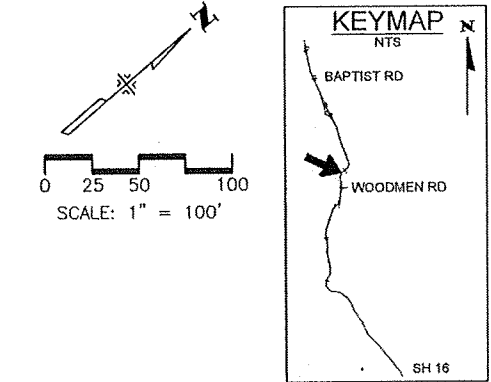 N
0 25 50 100
SCALE: 1" = 100'
KEYMAP
NTS
N
BAPTIST RD
WOODMEN RD
SH 16